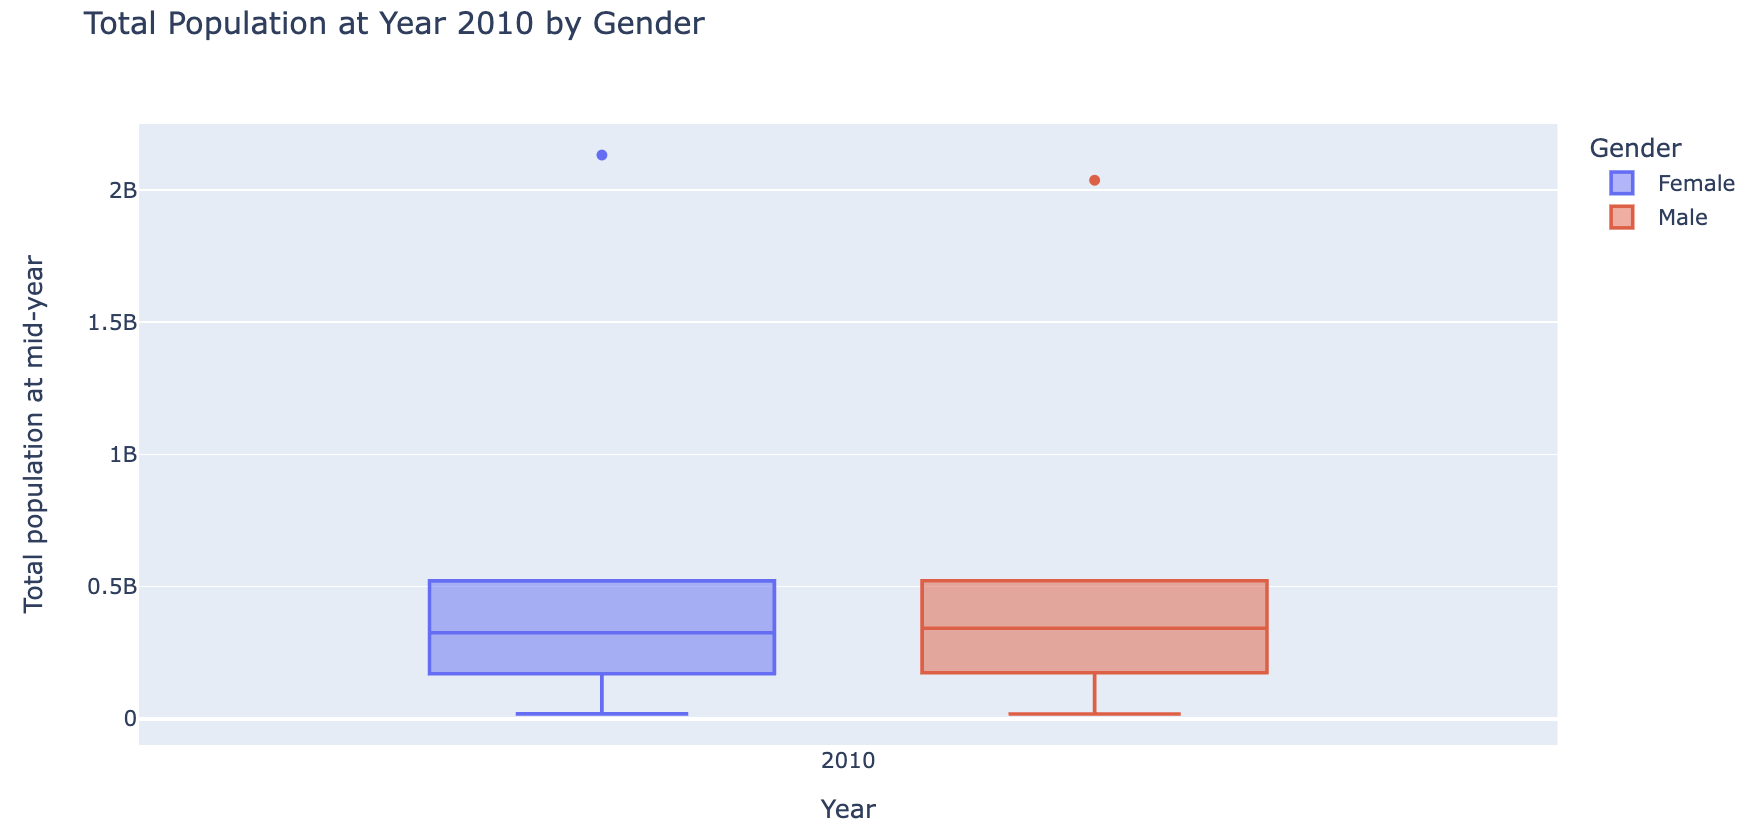 Total Population at Year 2010 by Gender
Total population at mid-year
2B
1.5B
1B
0.5B
0
2010
Year
Gender
Female
Male